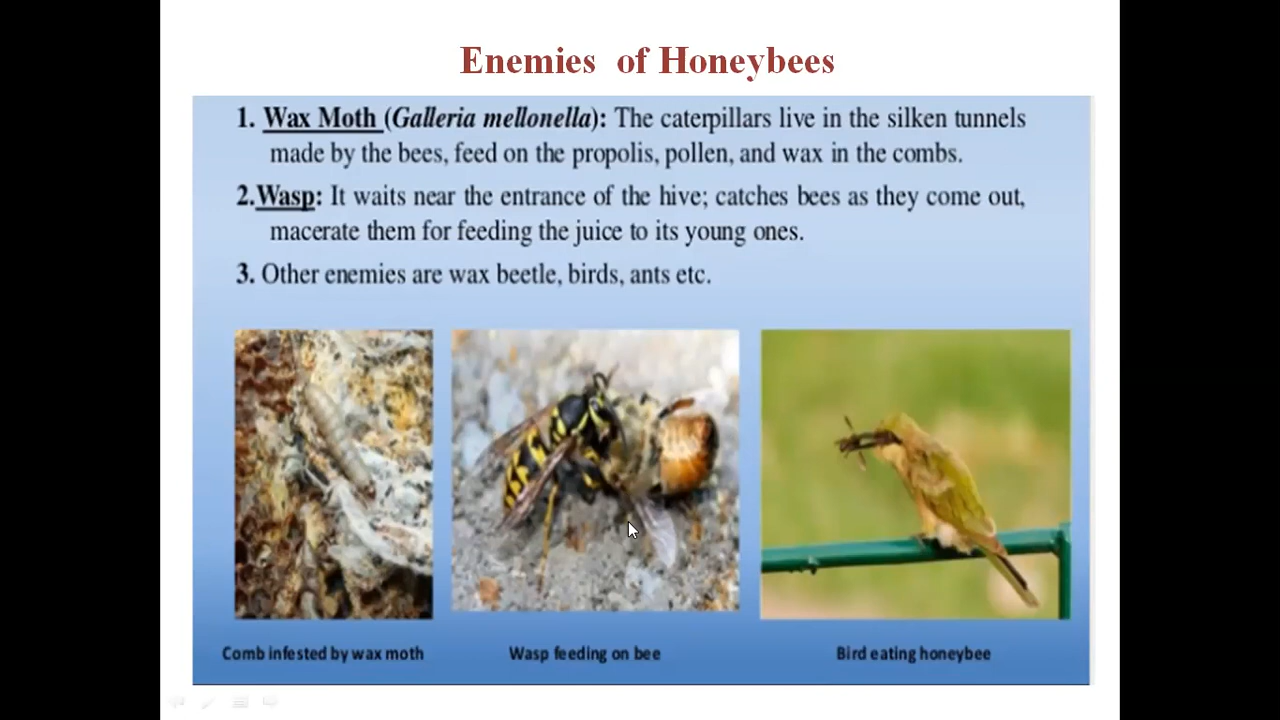 Enemies of Honeybees
1. Wax Moth (Galleria mellonella): The caterpillars live in the silken tunnels
made by the bees, feed on the propolis, pollen, and wax in the combs.
2.Wasp: It waits near the entrance of the hive; catches bees as they come out,
macerate them for feeding the juice to its young ones.
3. Other enemies are wax beetle, birds, ants etc.
Comb infested by wax moth
Wasp feeding on bee
Bird eating honeybee